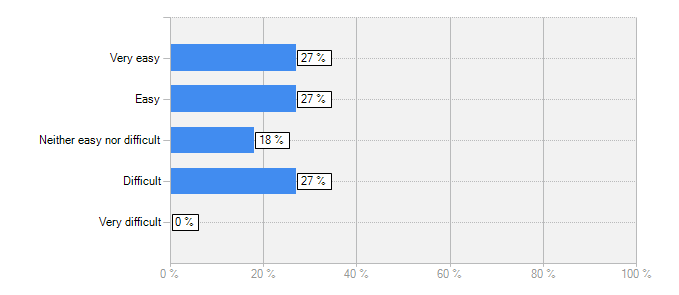 Very easy 27 %
Easy 27 %
Neither easy nor difficult 18 %
Difficult 27 %
Very difficult 0 %
0 % 20 % 40 % 60 % 80 % 100 %